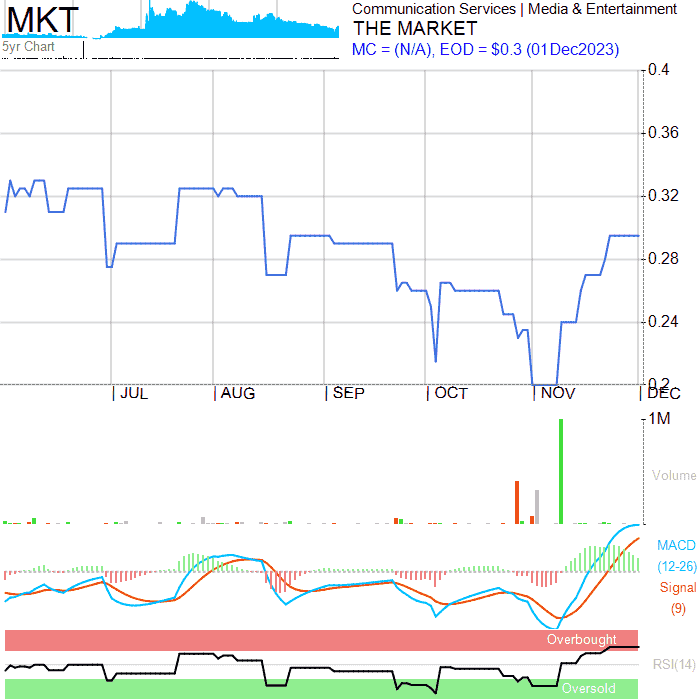 MKT
5yr Chart
Communication Services | Media & Entertainment
THE MARKET
MC = (N/A), EOD = $0.3 (01Dec2023)
0.4
0.36
0.32
0.28
0.24
0.2
JUL AUG SEP OCT NOV DEC
1M
Volume
MACD
(12-26)
Signal
(9)
Overbought
RSI(14)
Oversold